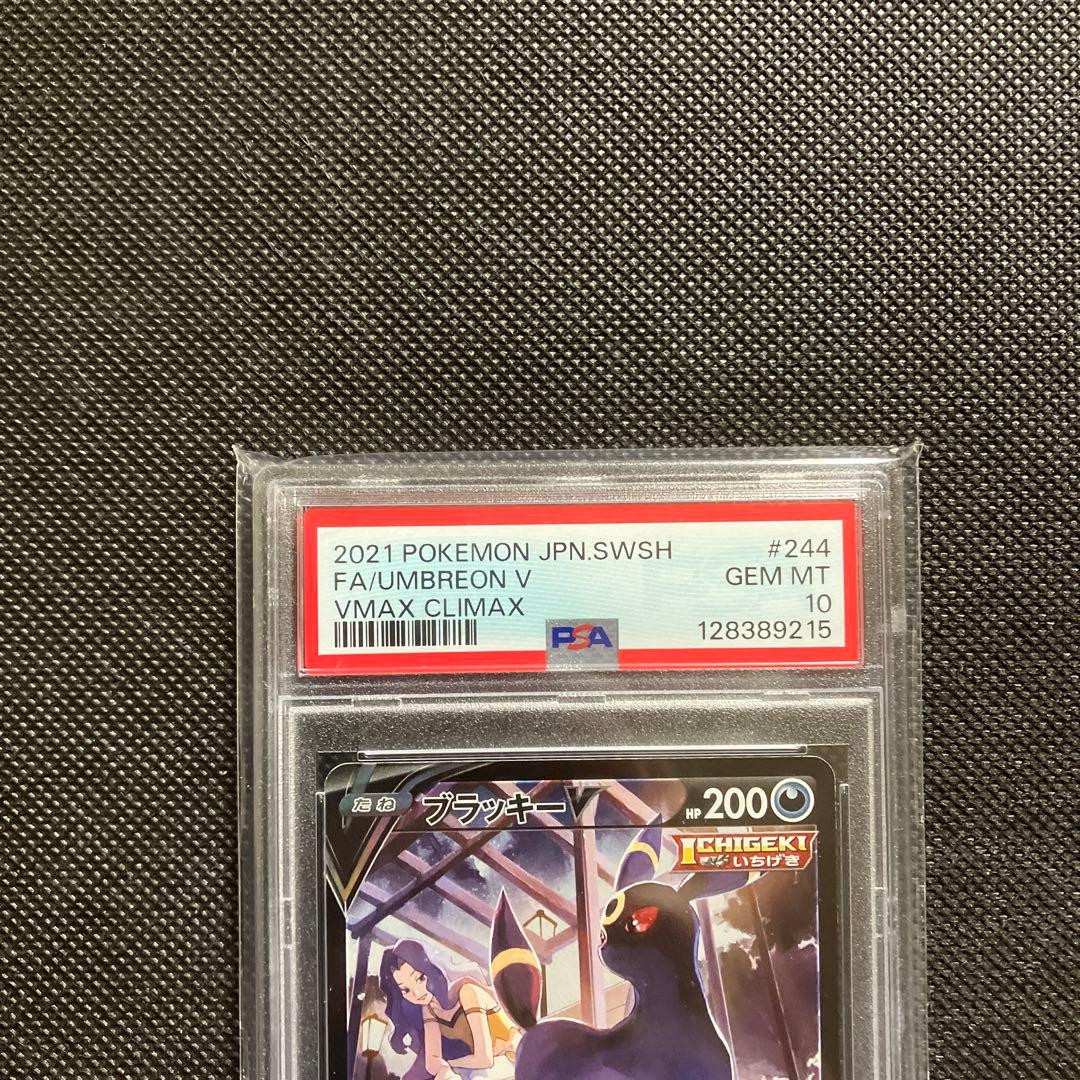 2021 POKEMON JPN.SWSH #244
FA/UMBREON V GEM MT
VMAX CLIMAX 10
PSA 128389215
たね ブラッキー V HP 200
ICHIGEKI
いちげき